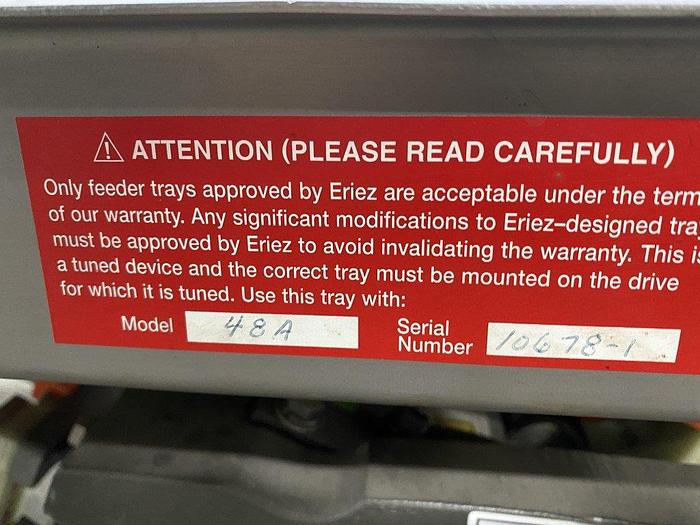 ATTENTION (PLEASE READ CAREFULLY)
Only feeder trays approved by Eriez are acceptable under the term
of our warranty. Any significant modifications to Eriez–designed tra
must be approved by Eriez to avoid invalidating the warranty. This is
a tuned device and the correct tray must be mounted on the drive
for which it is tuned. Use this tray with:
Model 48A Serial Number 10678-1